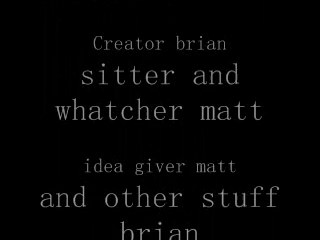 Creator brian
sitter and
whatcher matt
idea giver matt
and other stuff
brian